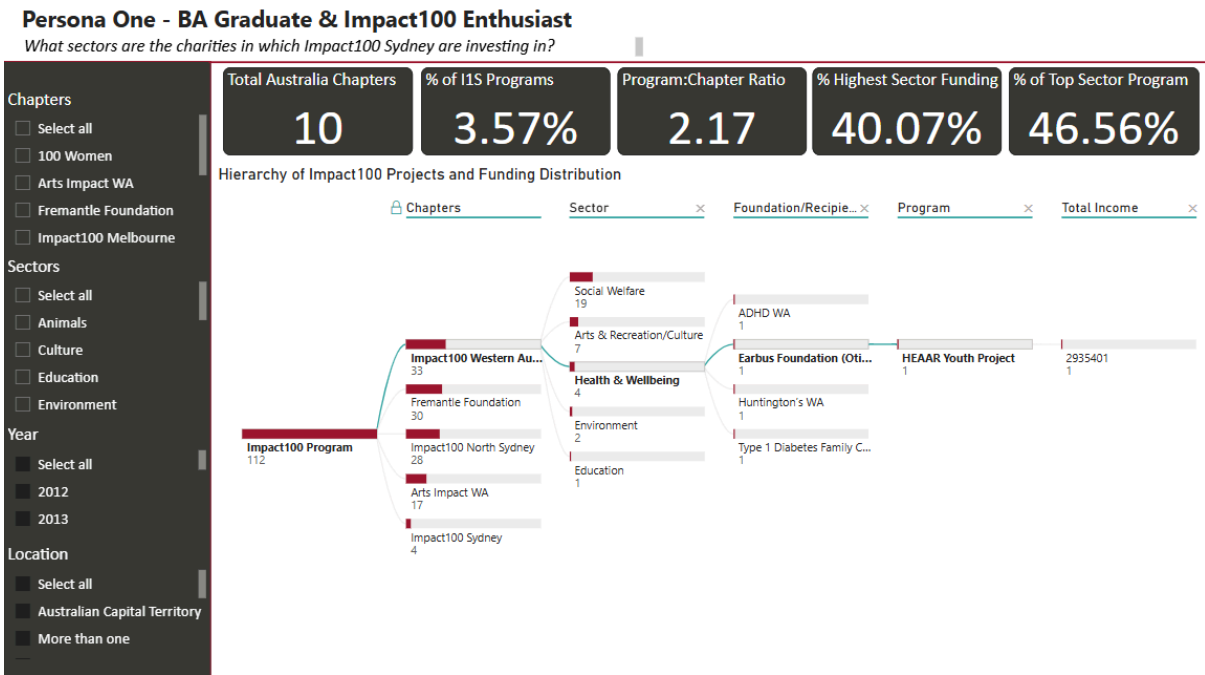 Persona One - BA Graduate & Impact100 Enthusiast
What sectors are the charities in which Impact100 Sydney are investing in?
Chapters
Select all
100 Women
Arts Impact WA
Fremantle Foundation
Impact100 Melbourne
Sectors
Select all
Animals
Culture
Education
Environment
Year
Select all
2012
2013
Location
Select all
Australian Capital Territory
More than one
Total Australia Chapters
10
% of I1S Programs
3.57%
Program:Chapter Ratio
2.17
% Highest Sector Funding
40.07%
% of Top Sector Program
46.56%
Hierarchy of Impact100 Projects and Funding Distribution
Chapters
Sector
Foundation/Recipie...
Program
Total Income
Impact100 Program
112
Impact100 Western Au...
33
Fremantle Foundation
30
Impact100 North Sydney
28
Arts Impact WA
17
Impact100 Sydney
4
Social Welfare
19
Arts & Recreation/Culture
7
Health & Wellbeing
4
Environment
2
Education
1
ADHD WA
1
Earbus Foundation (Oti...
1
Huntington's WA
1
Type 1 Diabetes Family C...
1
HEAAR Youth Project
1
2935401
1